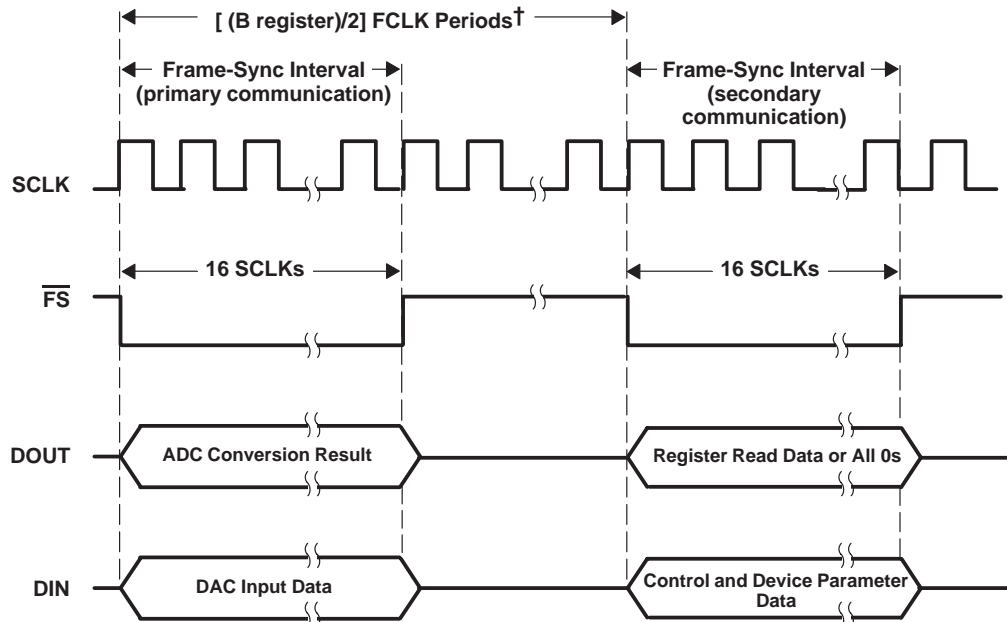 [ (B register)/2] FCLK Periods†
Frame-Sync Interval
(primary communication)
Frame-Sync Interval
(secondary
communication)
SCLK
16 SCLKs
16 SCLKs
FS
DOUT
ADC Conversion Result
Register Read Data or All 0s
DIN
DAC Input Data
Control and Device Parameter
Data